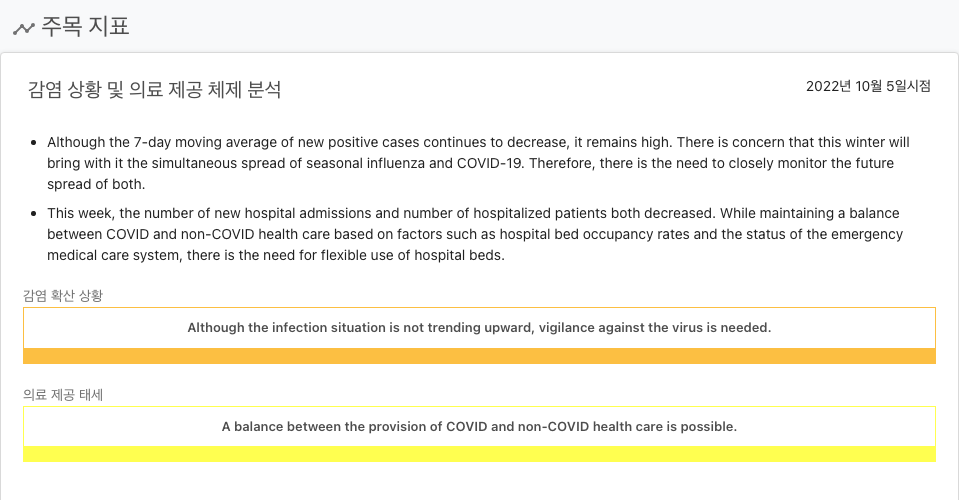 주목 지표
감염 상황 및 의료 제공 체제 분석
2022년 10월 5일시점
Although the 7-day moving average of new positive cases continues to decrease, it remains high. There is concern that this winter will
bring with it the simultaneous spread of seasonal influenza and COVID-19. Therefore, there is the need to closely monitor the future
spread of both.
This week, the number of new hospital admissions and number of hospitalized patients both decreased. While maintaining a balance
between COVID and non-COVID health care based on factors such as hospital bed occupancy rates and the status of the emergency
medical care system, there is the need for flexible use of hospital beds.
감염 확산 상황
Although the infection situation is not trending upward, vigilance against the virus is needed.
의료 제공 태세
A balance between the provision of COVID and non-COVID health care is possible.